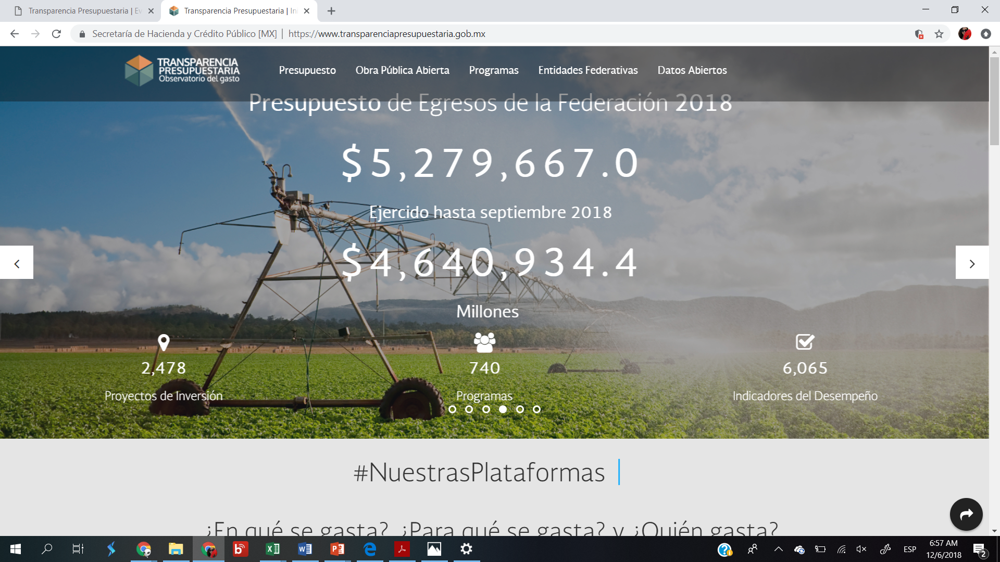 Transparencia Presupuestaria | Ev
Transparencia Presupuestaria | Ini
Secretaría de Hacienda y Crédito Público [MX] | https://www.transparenciapresupuestaria.gob.mx
TRANSPARENCIA
PRESUPUESTARIA
Observatorio del gasto
Presupuesto Obra Pública Abierta Programas Entidades Federativas Datos Abiertos
Presupuesto de Egresos de la Federación 2018
$5,279,667.0
Ejercido hasta septiembre 2018
$4,640,934.4
Millones
2,478 740 6,065
Proyectos de Inversión Programas Indicadores del Desempeño
#NuestrasPlataformas
¿En qué se gasta? ¿Para qué se gasta? y ¿Quién gasta?
ESP
6:57 AM
12/6/2018
2